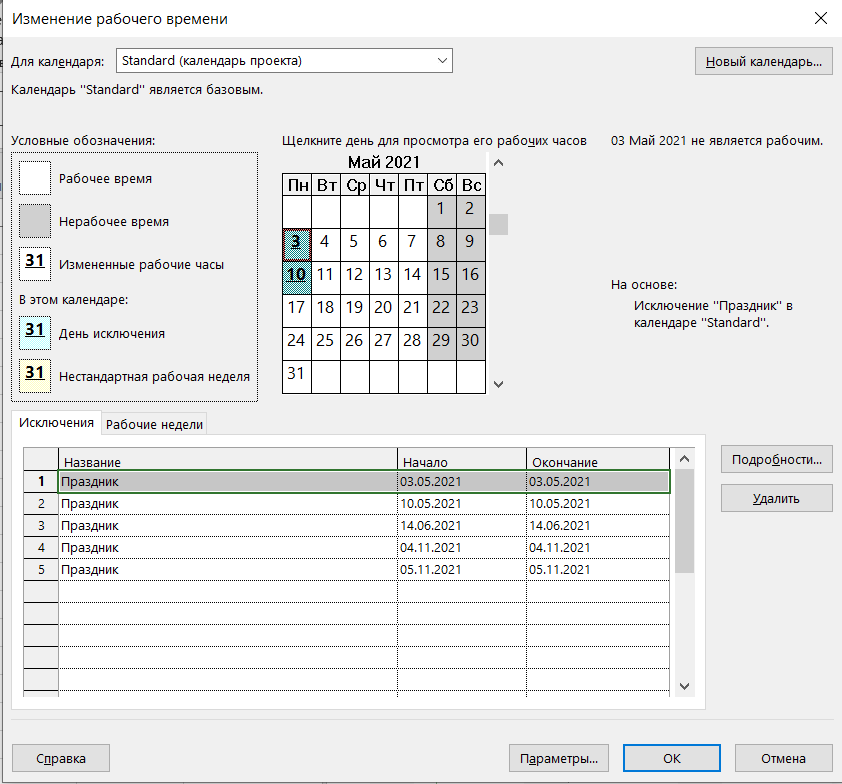 Изменение рабочего времени
Для календаря: Standard (календарь проекта) Новый календарь...
Календарь "Standard" является базовым.
Условные обозначения:
Рабочее время
Нерабочее время
31 Измененные рабочие часы
В этом календаре:
31 День исключения
31 Нестандартная рабочая неделя
Щелкните день для просмотра его рабочих часов
Май 2021
Пн Вт Ср Чт Пт Сб Вс
1 2
3 4 5 6 7 8 9
10 11 12 13 14 15 16
17 18 19 20 21 22 23
24 25 26 27 28 29 30
31
03 Май 2021 не является рабочим.
На основе:
Исключение "Праздник" в
календаре "Standard".
Исключения Рабочие недели
Название Начало Окончание
1 Праздник 03.05.2021 03.05.2021
2 Праздник 10.05.2021 10.05.2021
3 Праздник 14.06.2021 14.06.2021
4 Праздник 04.11.2021 04.11.2021
5 Праздник 05.11.2021 05.11.2021
Подробности...
Удалить
Справка Параметры... ОК Отмена